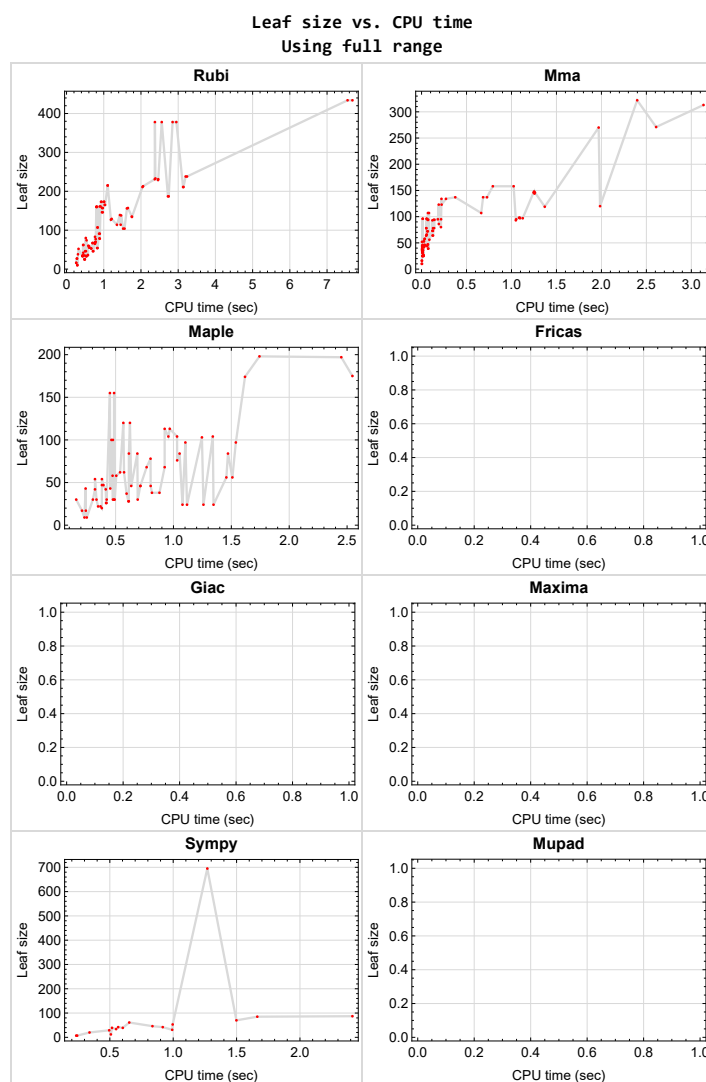 Leaf size vs. CPU time
Using full range
Rubi
Leaf size
400
300
200
100
0
0 1 2 3 4 5 6 7
CPU time (sec)
Mma
Leaf size
300
250
200
150
100
50
0
0.0 0.5 1.0 1.5 2.0 2.5 3.0
CPU time (sec)
Maple
Leaf size
200
150
100
50
0
0.5 1.0 1.5 2.0 2.5
CPU time (sec)
Fricas
Leaf size
1.0
0.8
0.6
0.4
0.2
0.0
0.0 0.2 0.4 0.6 0.8 1.0
CPU time (sec)
Giac
Leaf size
1.0
0.8
0.6
0.4
0.2
0.0
0.0 0.2 0.4 0.6 0.8 1.0
CPU time (sec)
Maxima
Leaf size
1.0
0.8
0.6
0.4
0.2
0.0
0.0 0.2 0.4 0.6 0.8 1.0
CPU time (sec)
Sympy
Leaf size
700
600
500
400
300
200
100
0
0.5 1.0 1.5 2.0
CPU time (sec)
Mupad
Leaf size
1.0
0.8
0.6
0.4
0.2
0.0
0.0 0.2 0.4 0.6 0.8 1.0
CPU time (sec)